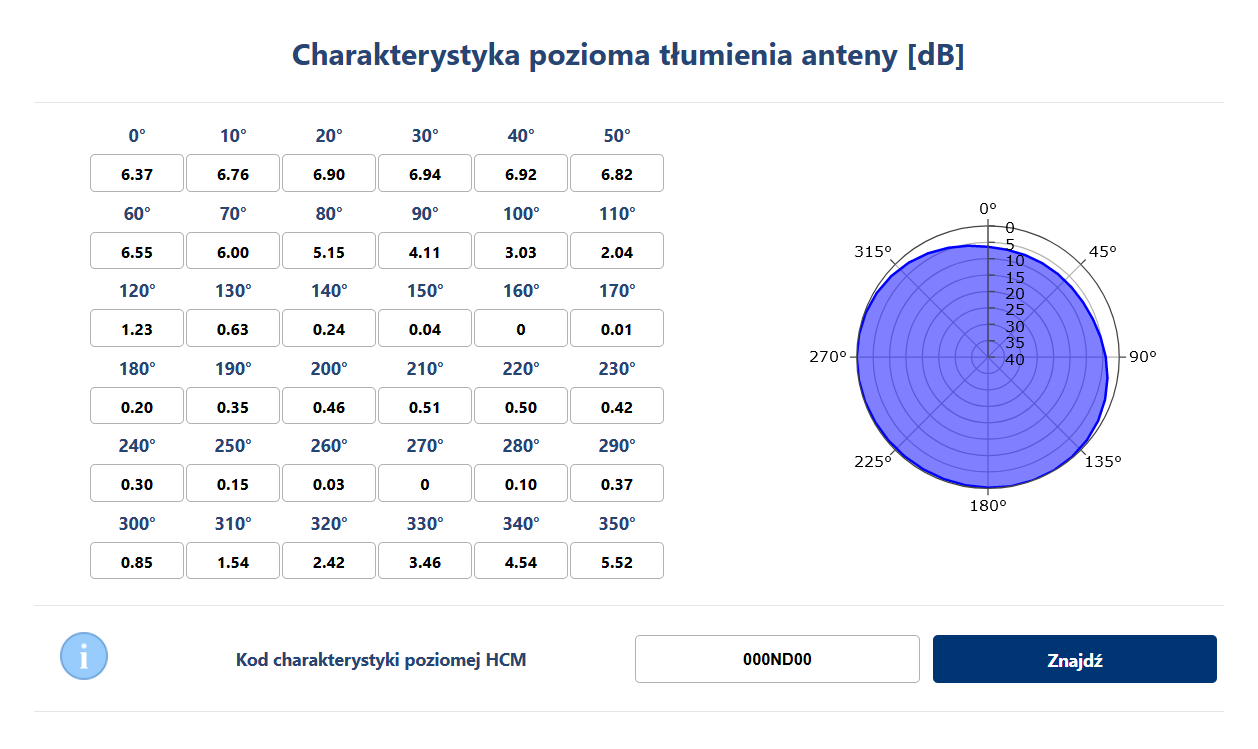 Charakterystyka pozioma tłumienia anteny [dB]
0° 10° 20° 30° 40° 50°
6.37 6.76 6.90 6.94 6.92 6.82
60° 70° 80° 90° 100° 110°
6.55 6.00 5.15 4.11 3.03 2.04
120° 130° 140° 150° 160° 170°
1.23 0.63 0.24 0.04 0 0.01
180° 190° 200° 210° 220° 230°
0.20 0.35 0.46 0.51 0.50 0.42
240° 250° 260° 270° 280° 290°
0.30 0.15 0.03 0 0.10 0.37
300° 310° 320° 330° 340° 350°
0.85 1.54 2.42 3.46 4.54 5.52
0°
0
315° 5 45°
10
15
20
25
30
35
270° 40 90°
225° 135°
180°
i Kod charakterystyki poziomej HCM 000ND00 Znajdź